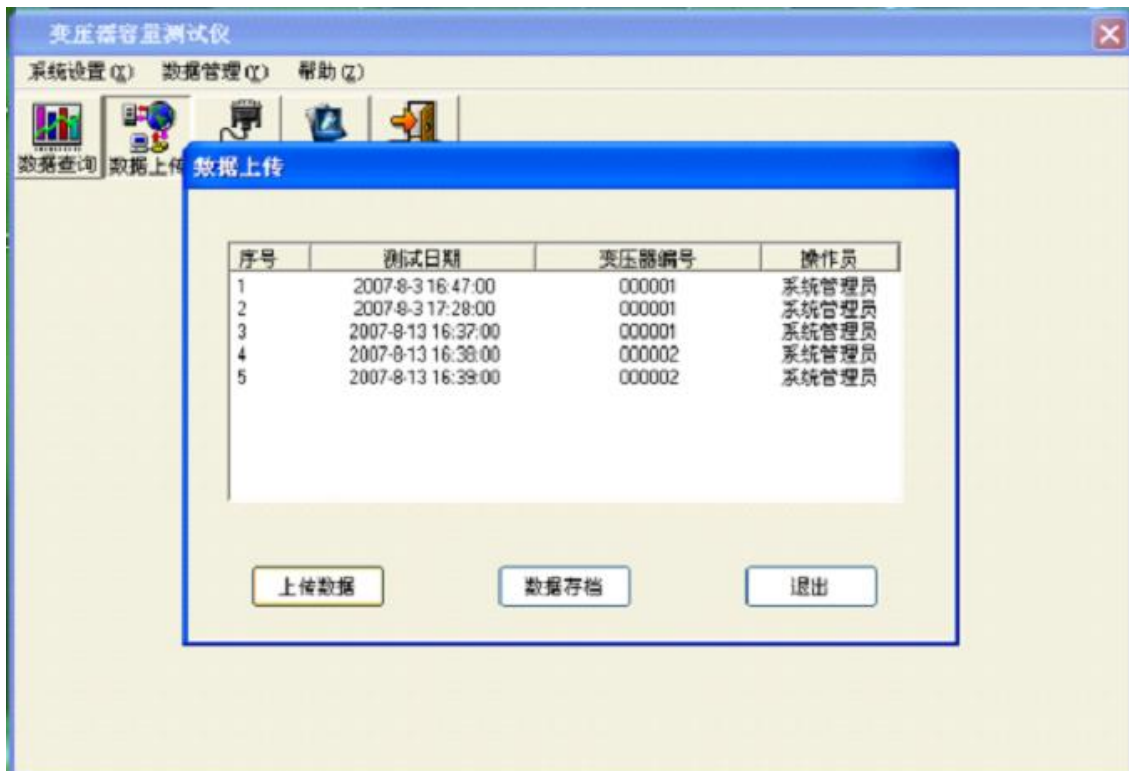 变压器容量测试仪
系统设置(X) 数据管理(Y) 帮助(Z)
数据查询 数据上传
数据上传
序号 测试日期 变压器编号 操作员
1 2007-8-3 16:47:00 000001 系统管理员
2 2007-8-3 17:28:00 000001 系统管理员
3 2007-8-13 16:37:00 000001 系统管理员
4 2007-8-13 16:38:00 000002 系统管理员
5 2007-8-13 16:39:00 000002 系统管理员
上传数据 数据存档 退出